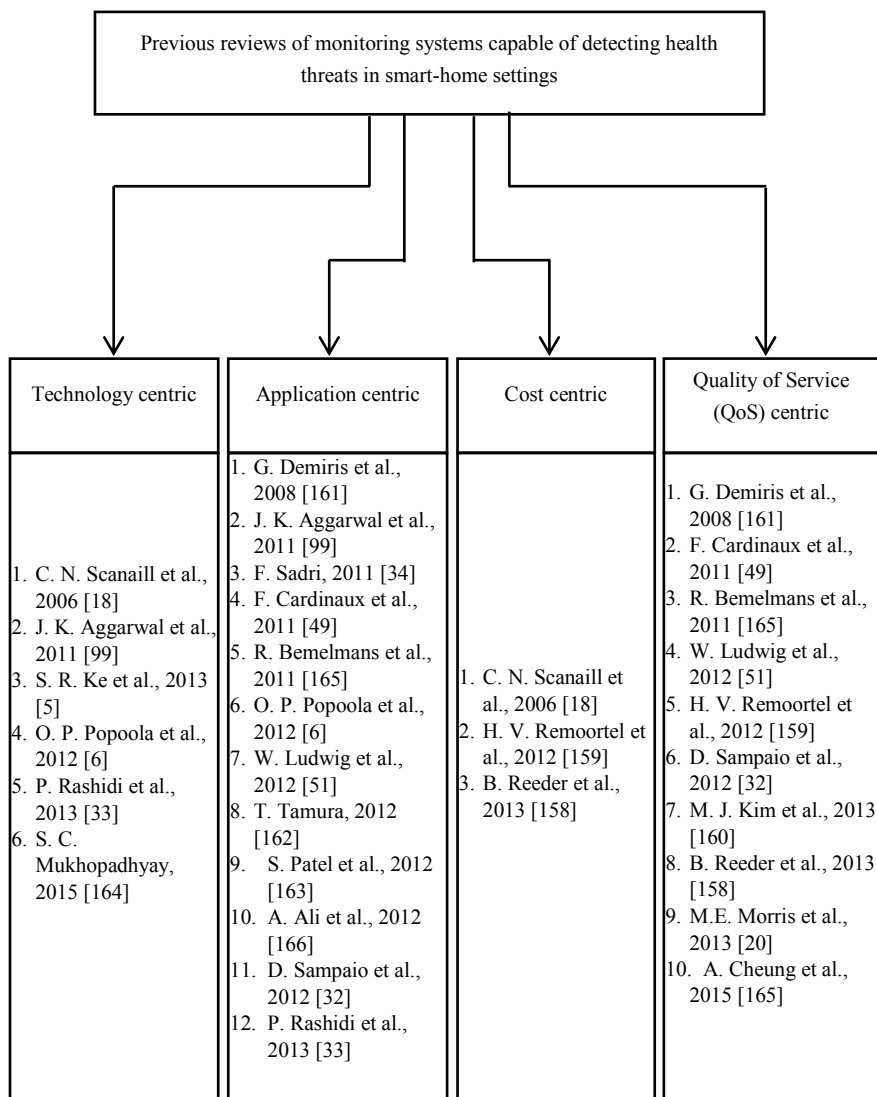 Previous reviews of monitoring systems capable of detecting health
threats in smart-home settings
Technology centric
1. C. N. Scanaill et al.,
2006 [18]
2. J. K. Aggarwal et al.,
2011 [99]
3. S. R. Ke et al., 2013
[5]
4. O. P. Popoola et al.,
2012 [6]
5. P. Rashidi et al.,
2013 [33]
6. S. C.
Mukhopadhyay,
2015 [164]
Application centric
1. G. Demiris et al.,
2008 [161]
2. J. K. Aggarwal et al.,
2011 [99]
3. F. Sadri, 2011 [34]
4. F. Cardinaux et al.,
2011 [49]
5. R. Bemelmans et al.,
2011 [165]
6. O. P. Popoola et al.,
2012 [6]
7. W. Ludwig et al.,
2012 [51]
8. T. Tamura, 2012
[162]
9. S. Patel et al., 2012
[163]
10. A. Ali et al., 2012
[166]
11. D. Sampaio et al.,
2012 [32]
12. P. Rashidi et al.,
2013 [33]
Cost centric
1. C. N. Scanaill et
al., 2006 [18]
2. H. V. Remoortel et
al., 2012 [159]
3. B. Reeder et al.,
2013 [158]
Quality of Service
(QoS) centric
1. G. Demiris et al.,
2008 [161]
2. F. Cardinaux et al.,
2011 [49]
3. R. Bemelmans et al.,
2011 [165]
4. W. Ludwig et al.,
2012 [51]
5. H. V. Remoortel et
al., 2012 [159]
6. D. Sampaio et al.,
2012 [32]
7. M. J. Kim et al., 2013
[160]
8. B. Reeder et al., 2013
[158]
9. M.E. Morris et al.,
2013 [20]
10. A. Cheung et al.,
2015 [165]